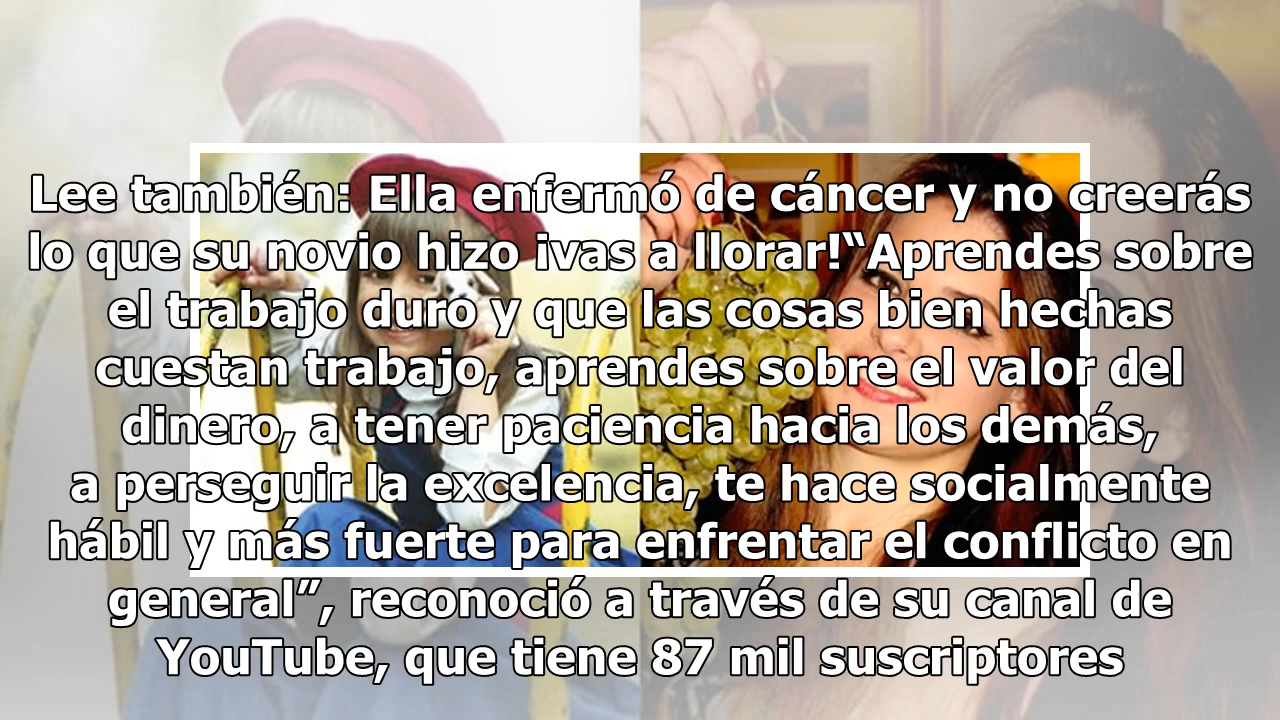 Lee también: Ella enfermó de cáncer y no creerás
lo que su novio hizo ivas a llorar!“Aprendes sobre
el trabajo duro y que las cosas bien hechas
cuestan trabajo, aprendes sobre el valor del
dinero, a tener paciencia hacia los demás,
a perseguir la excelencia, te hace socialmente
hábil y más fuerte para enfrentar el conflicto en
general”, reconoció a través de su canal de
YouTube, que tiene 87 mil suscriptores